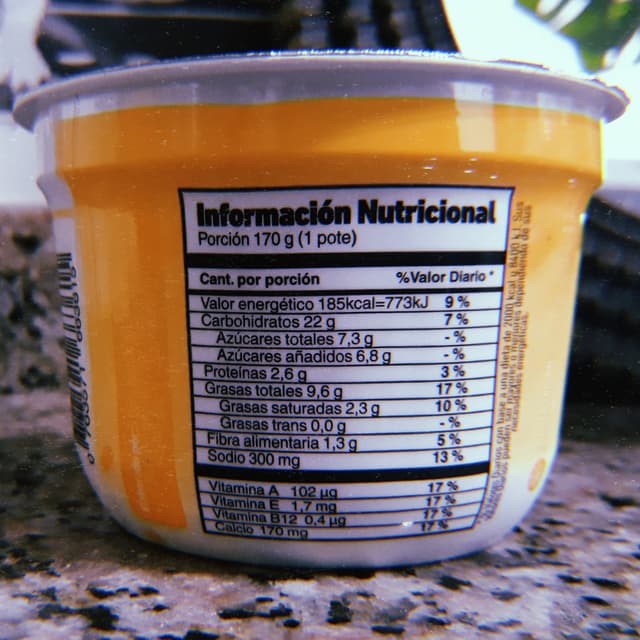 Información Nutricional
Porción 170 g (1 pote)
Cant. por porción %Valor Diario *
Valor energético 185kcal=773kJ 9 %
Carbohidratos 22 g 7 %
Azúcares totales 7,3 g - %
Azúcares añadidos 6,8 g - %
Proteínas 2,6 g 3 %
Grasas totales 9,6 g 17 %
Grasas saturadas 2,3 g 10 %
Grasas trans 0,0 g - %
Fibra alimentaria 1,3 g 5 %
Sodio 300 mg 13 %
Vitamina A 102 µg 17 %
Vitamina E 1,7 mg 17 %
Vitamina B12 0,4 µg 17 %
Calcio 170 mg 17 %